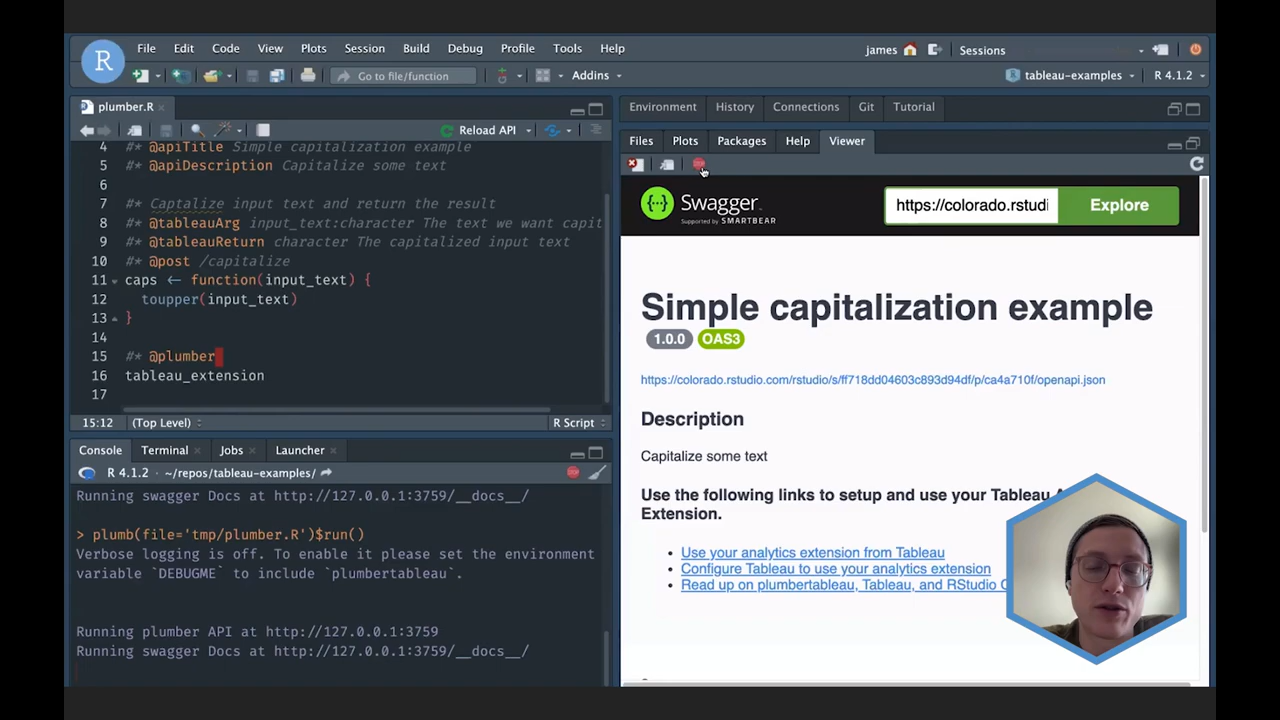 File Edit Code View Plots Session Build Debug Profile Tools Help
james Sessions
Go to file/function Addins
tableau-examples R 4.1.2
plumber.R
Reload API
4 #* @apiTitle Simple capitalization example
5 #* @apiDescription Capitalize some text
6
7 #* Captalize input text and return the result
8 #* @tableauArg input_text:character The text we want capit
9 #* @tableauReturn character The capitalized input text
10 #* @post /capitalize
11 caps ← function(input_text) {
12 toupper(input_text)
13 }
14
15 #* @plumber
16 tableau_extension
17
15:12 (Top Level) R Script
Console Terminal Jobs Launcher
R 4.1.2 · ~/repos/tableau-examples/
Running swagger Docs at http://127.0.0.1:3759/__docs__/
> plumb(file='tmp/plumber.R')$run()
Verbose logging is off. To enable it please set the environment
variable `DEBUGME` to include `plumbertableau`.
Running plumber API at http://127.0.0.1:3759
Running swagger Docs at http://127.0.0.1:3759/__docs__/
Environment History Connections Git Tutorial
Files Plots Packages Help Viewer
Swagger
Supported by SMARTBEAR
https://colorado.rstudi
Explore
Simple capitalization example
1.0.0 OAS3
https://colorado.rstudio.com/rstudio/s/ff718dd04603c893d94df/p/ca4a710f/openapi.json
Description
Capitalize some text
Use the following links to setup and use your Tableau
Extension.
Use your analytics extension from Tableau
Configure Tableau to use your analytics extension
Read up on plumbertableau, Tableau, and RStudio